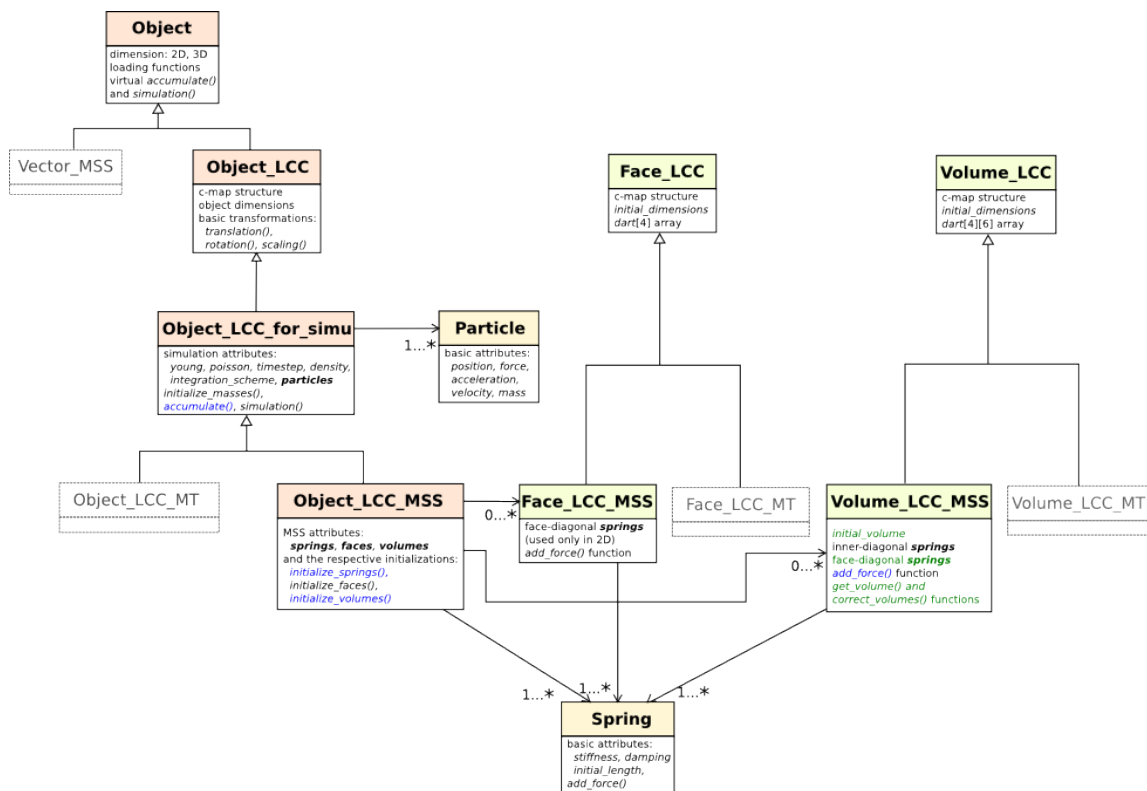 Object
dimension: 2D, 3D
loading functions
virtual accumulate()
and simulation()
Vector_MSS
Object_LCC
c-map structure
object dimensions
basic transformations:
translation(),
rotation(), scaling()
Face_LCC
c-map structure
initial_dimensions
dart[4] array
Volume_LCC
c-map structure
initial_dimensions
dart[4][6] array
Object_LCC_for_simu
simulation attributes:
young, poisson, timestep, density,
integration_scheme, particles
initialize_masses(),
accumulate(), simulation()
1...*
Particle
basic attributes:
position, force,
acceleration,
velocity, mass
Object_LCC_MT
Object_LCC_MSS
MSS attributes:
springs, faces, volumes
and the respective initializations:
initialize_springs(),
initialize_faces(),
initialize_volumes()
0...*
Face_LCC_MSS
face-diagonal springs
(used only in 2D)
add_force() function
Face_LCC_MT
0...*
Volume_LCC_MSS
initial_volume
inner-diagonal springs
face-diagonal springs
add_force() function
get_volume() and
correct_volumes() functions
Volume_LCC_MT
1...*
1...*
1...*
Spring
basic attributes:
stiffness, damping
initial_length,
add_force()